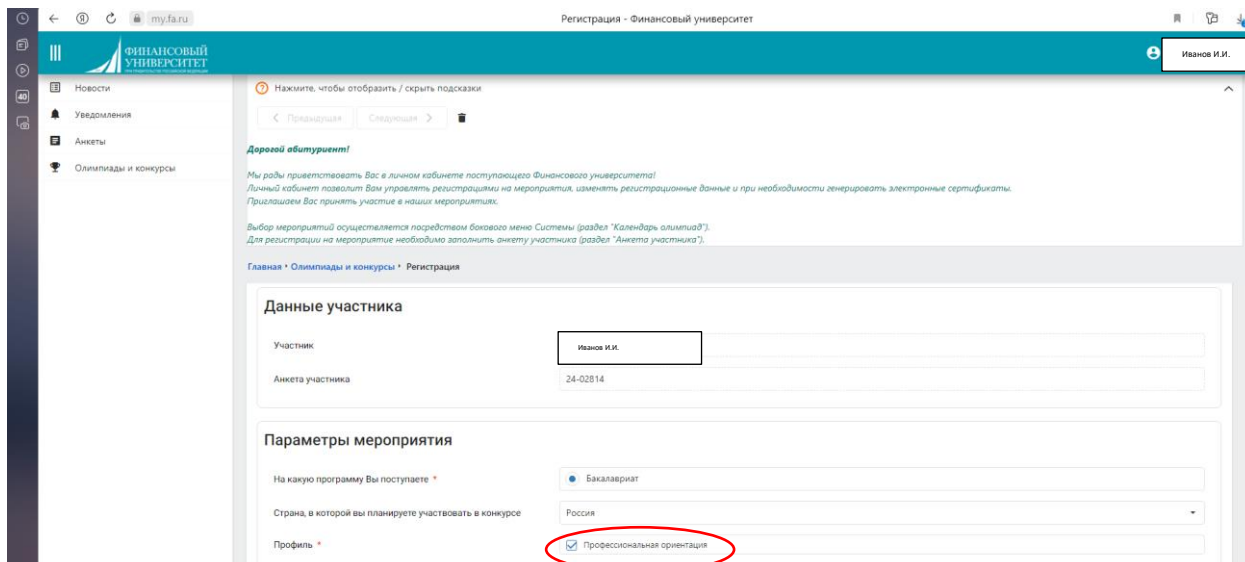 my.fa.ru
Регистрация - Финансовый университет
ФИНАНСОВЫЙ
УНИВЕРСИТЕТ
ПРИ ПРАВИТЕЛЬСТВЕ РОССИЙСКОЙ ФЕДЕРАЦИИ
Иванов И.И.
40
Новости
Уведомления
Анкеты
Олимпиады и конкурсы
Нажмите, чтобы отобразить / скрыть подсказки
Предыдущая Следующая
Дорогой абитуриент!
Мы рады приветствовать Вас в личном кабинете поступающего Финансового университета!
Личный кабинет позволит Вам управлять регистрациями на мероприятия, изменять регистрационные данные и при необходимости генерировать электронные сертификаты.
Приглашаем Вас принять участие в наших мероприятиях.
Выбор мероприятий осуществляется посредством бокового меню Системы (раздел "Календарь олимпиад").
Для регистрации на мероприятие необходимо заполнить анкету участника (раздел "Анкета участника").
Главная • Олимпиады и конкурсы • Регистрация
Данные участника
Участник Иванов И.И.
Анкета участника 24-02814
Параметры мероприятия
На какую программу Вы поступаете * Бакалавриат
Страна, в которой вы планируете участвовать в конкурсе Россия
Профиль * Профессиональная ориентация